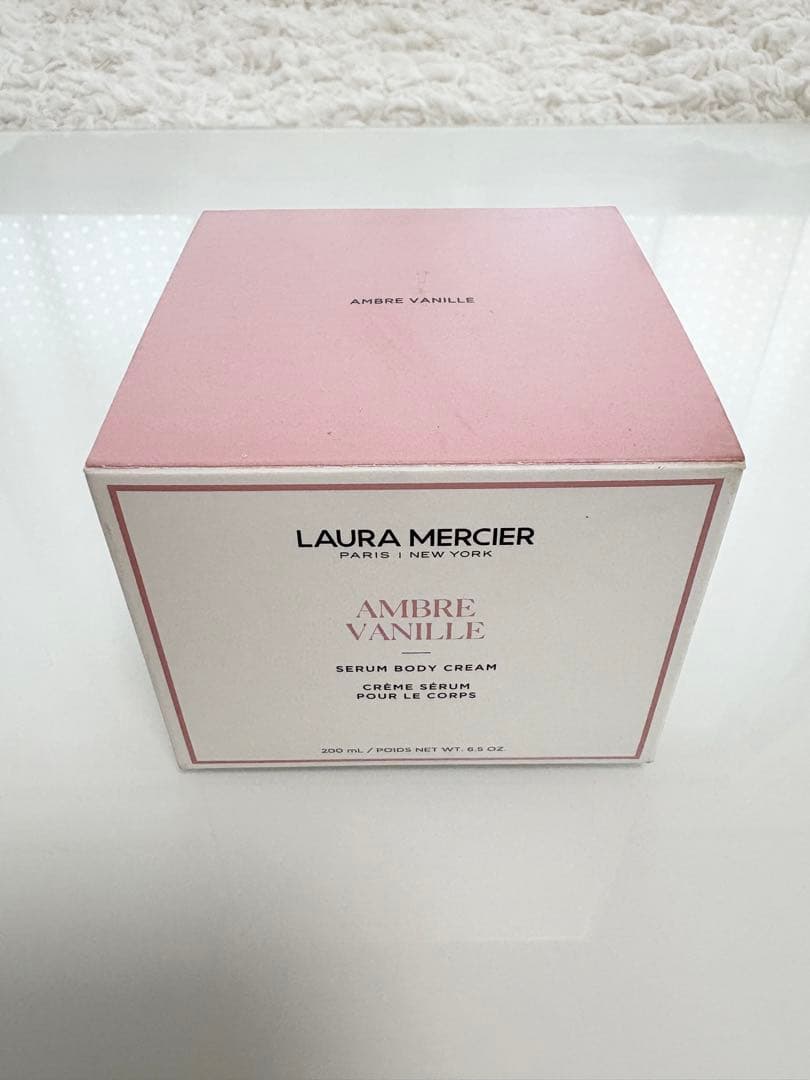 AMBRE VANILLE
LAURA MERCIER
PARIS | NEW YORK
AMBRE
VANILLE
SERUM BODY CREAM
CRÈME SÉRUM
POUR LE CORPS
200 mL / POIDS NET WT. 6.5 OZ.